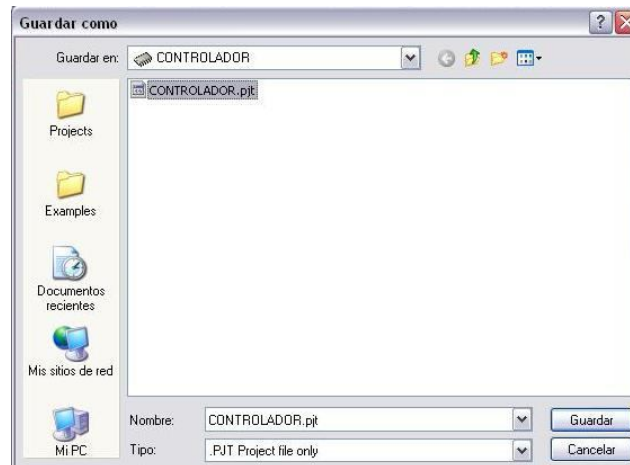 Guardar como
Guardar en: CONTROLADOR
CONTROLADOR.pjt
Projects
Examples
Documentos
recientes
Mis sitios de red
Mi PC
Nombre: CONTROLADOR.pjt Guardar
Tipo: .PJT Project file only Cancelar